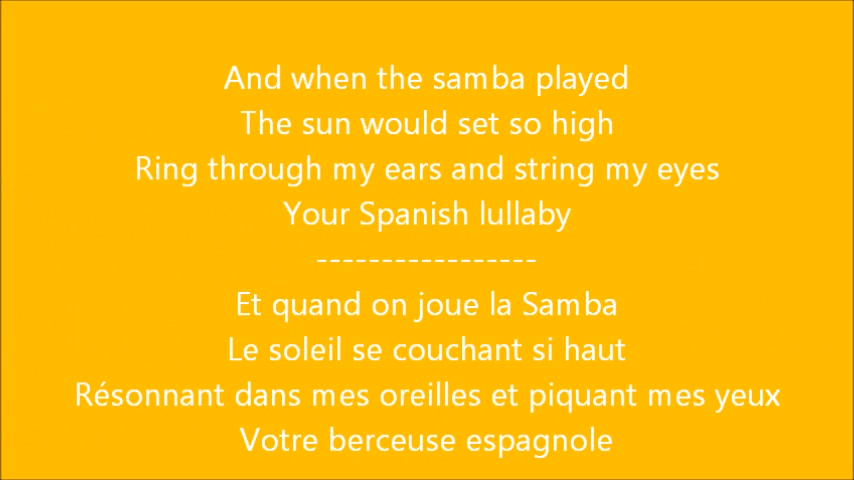 And when the samba played
The sun would set so high
Ring through my ears and string my eyes
Your Spanish lullaby
-----------------
Et quand on joue la Samba
Le soleil se couchant si haut
Résonnant dans mes oreilles et piquant mes yeux
Votre berceuse espagnole